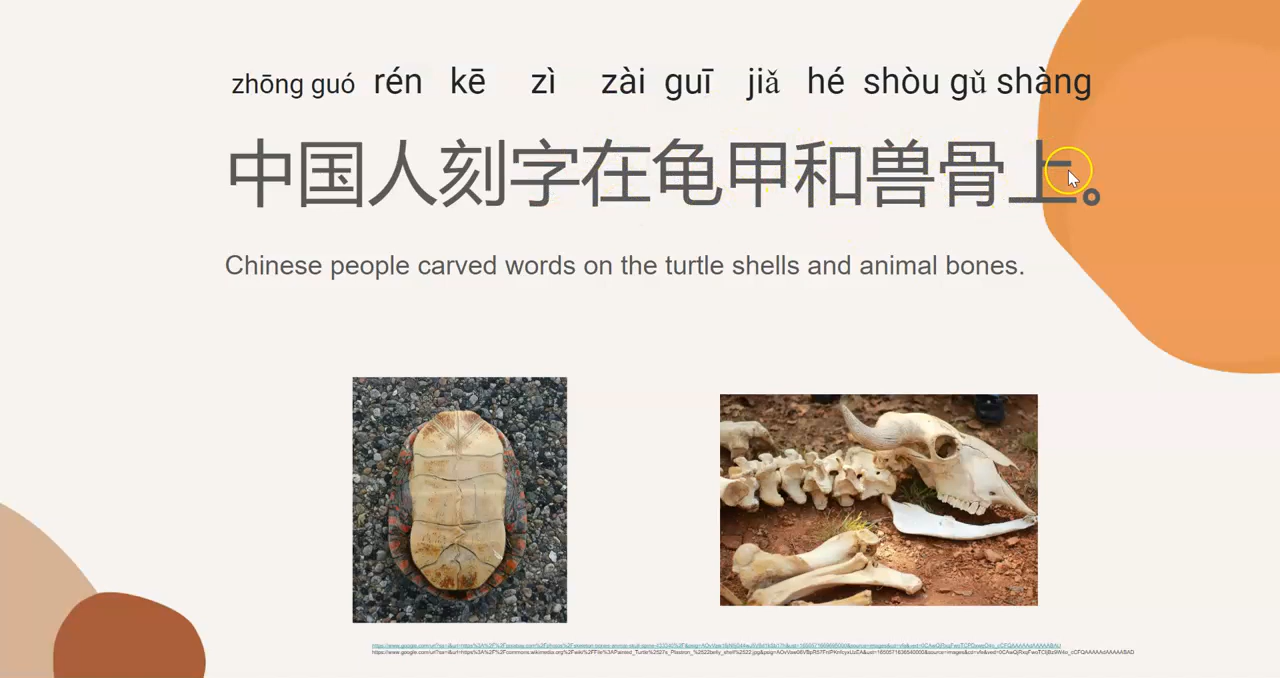 zhōng guó rén kē zì zài guī jiǎ hé shòu gǔ shàng
中国人刻字在龟甲和兽骨上。
Chinese people carved words on the turtle shells and animal bones.